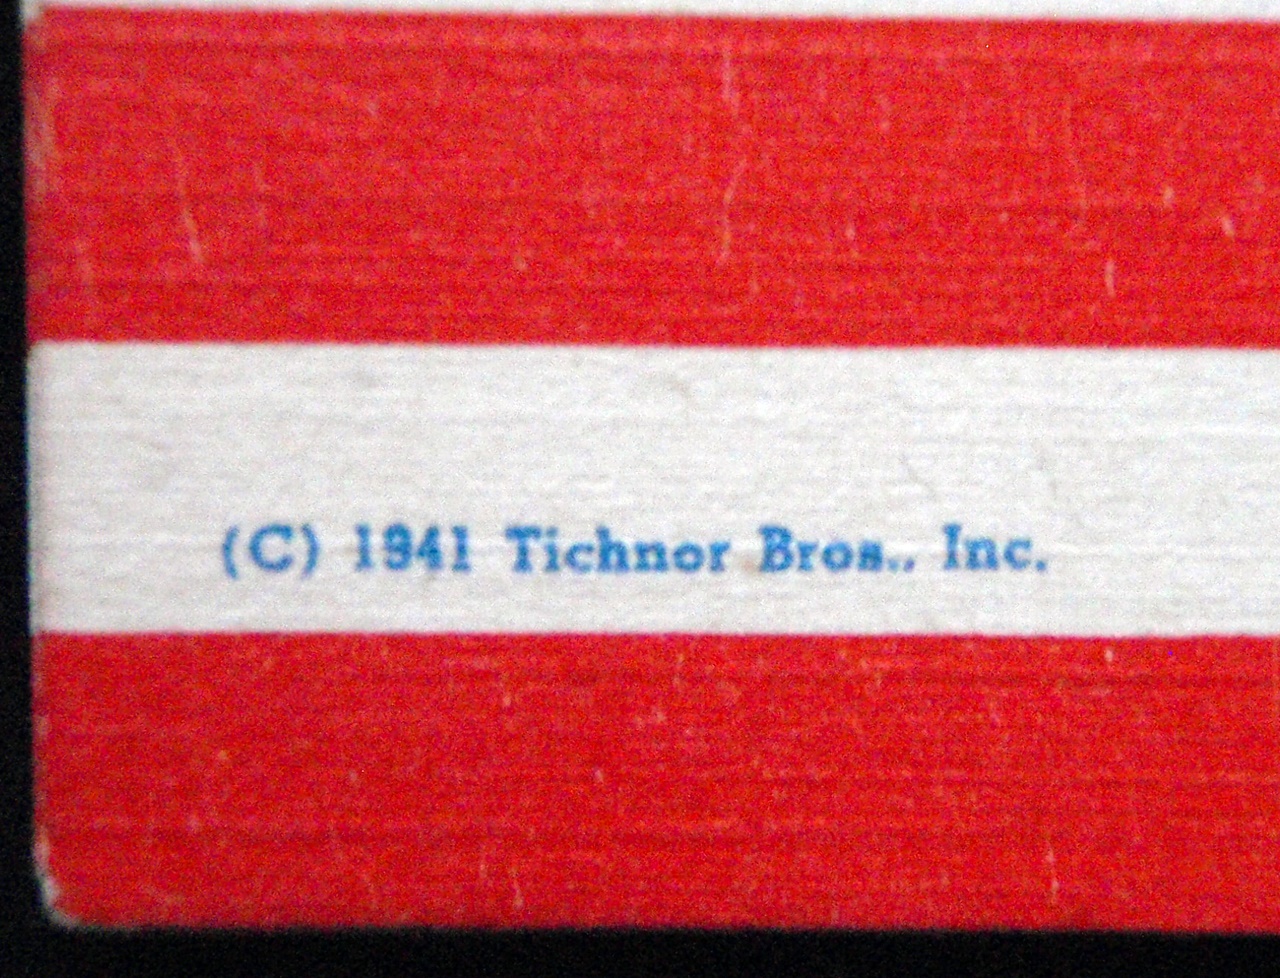 (C) 1941 Tichnor Bros., Inc.